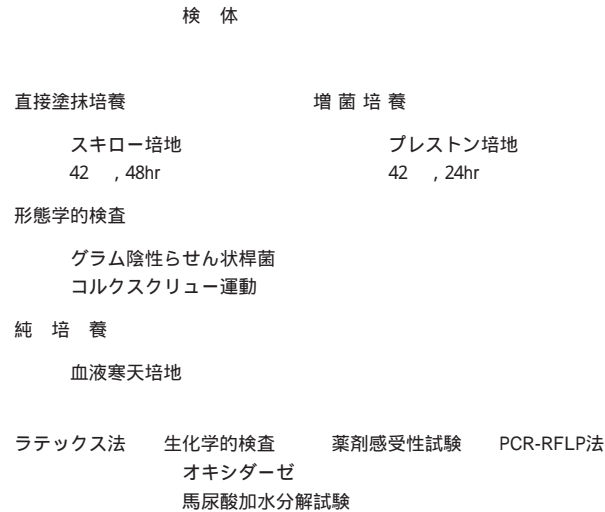 検 体
直接塗抹培養 増 菌 培 養
スキロー培地 プレストン培地
42 , 48hr 42 , 24hr
形態学的検査
グラム陰性らせん状桿菌
コルクスクリュー運動
純 培 養
血液寒天培地
ラテックス法 生化学的検査 薬剤感受性試験 PCR-RFLP法
オキシダーゼ
馬尿酸加水分解試験